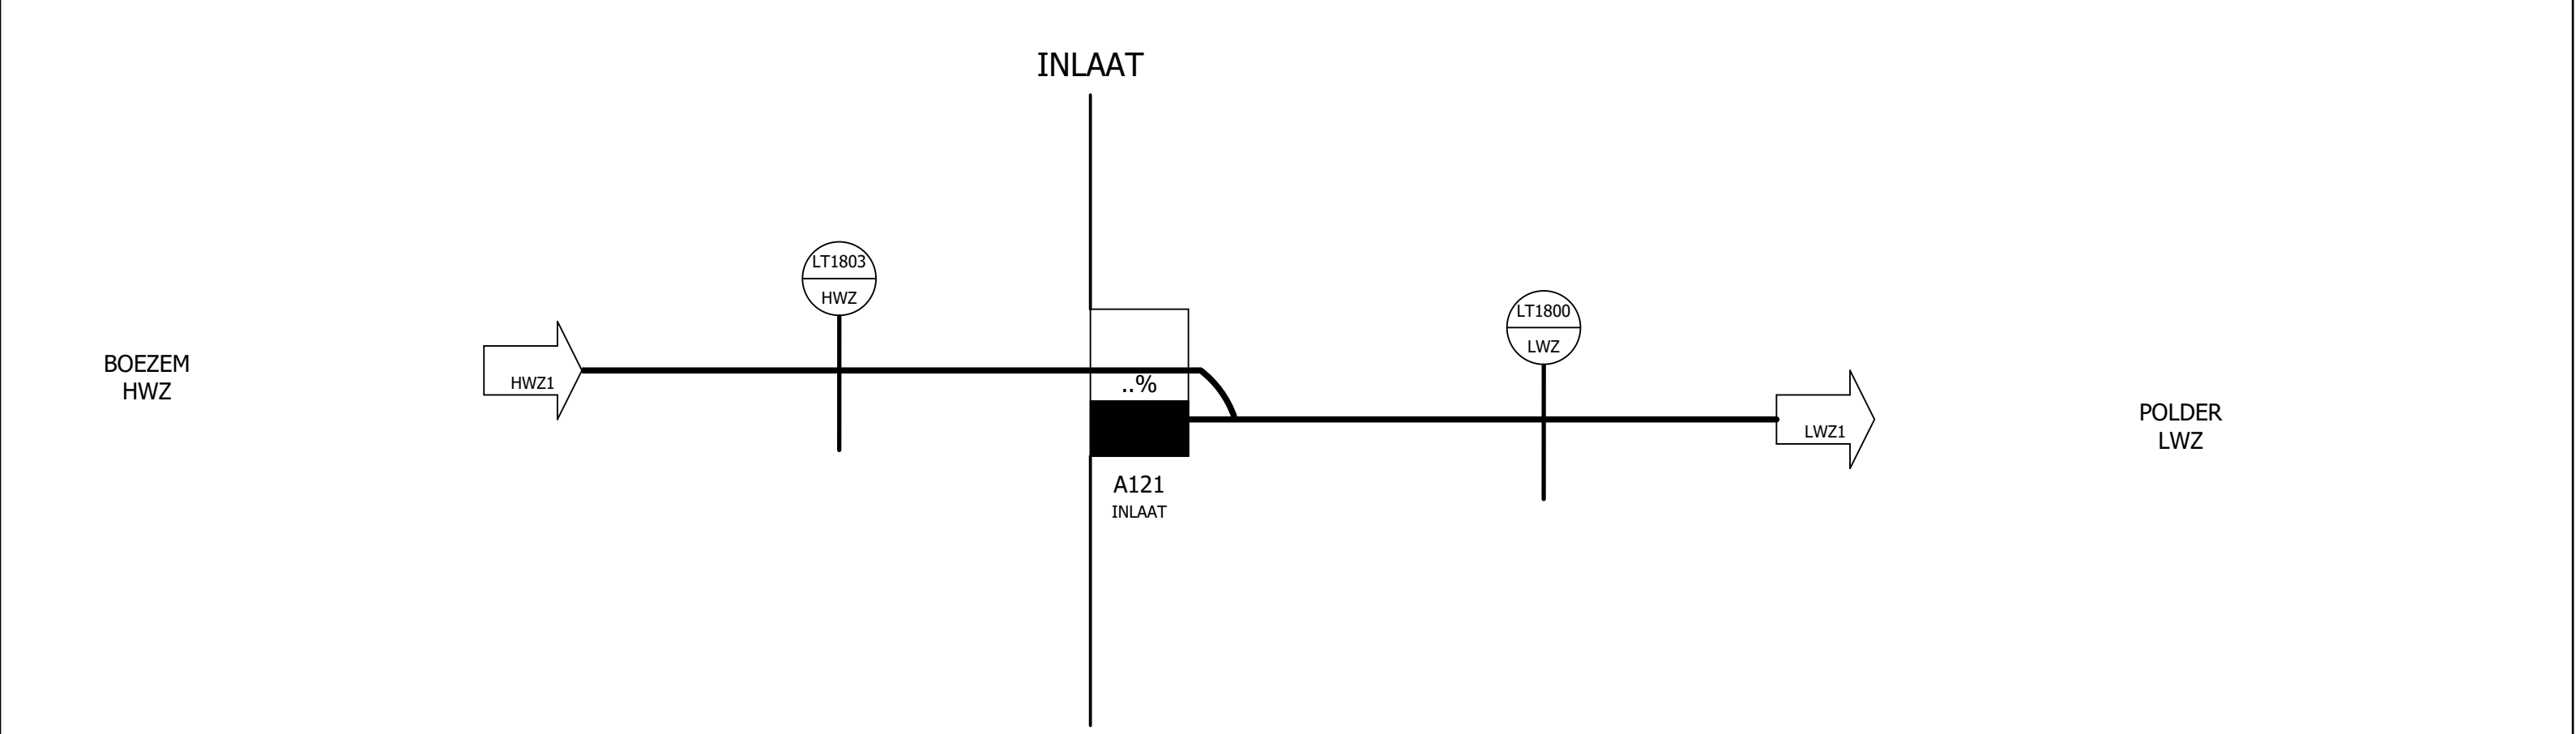 INLAAT
LT1803
HWZ
LT1800
LWZ
BOEZEM
HWZ
HWZ1
..%
LWZ1
POLDER
LWZ
A121
INLAAT